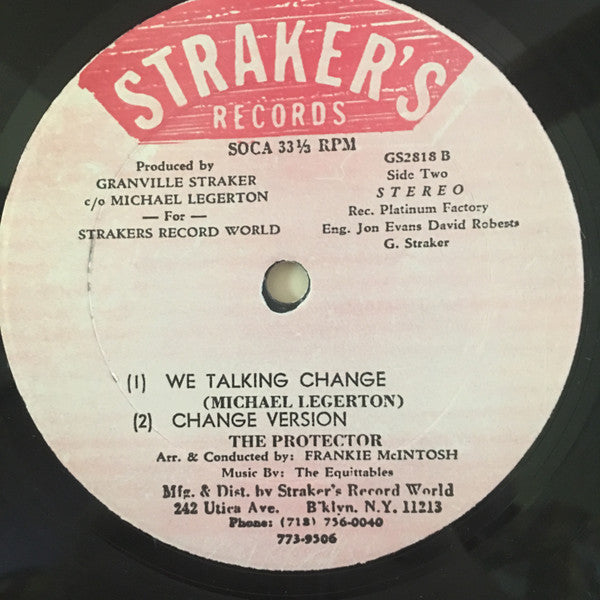 STRAKER'S
RECORDS
SOCA 33⅓ RPM
Produced by
GRANVILLE STRAKER
c/o MICHAEL LEGERTON
— For —
STRAKERS RECORD WORLD
GS2818 B
Side Two
STEREO
Rec. Platinum Factory
Eng. Jon Evans David Roberts
G. Straker
(1) WE TALKING CHANGE
(MICHAEL LEGERTON)
(2) CHANGE VERSION
THE PROTECTOR
Arr. & Conducted by: FRANKIE McINTOSH
Music By: The Equittables
Mfg. & Dist. by Straker's Record World
242 Utica Ave. B'klyn. N.Y. 11213
Phone: (718) 756-0040
773-9506